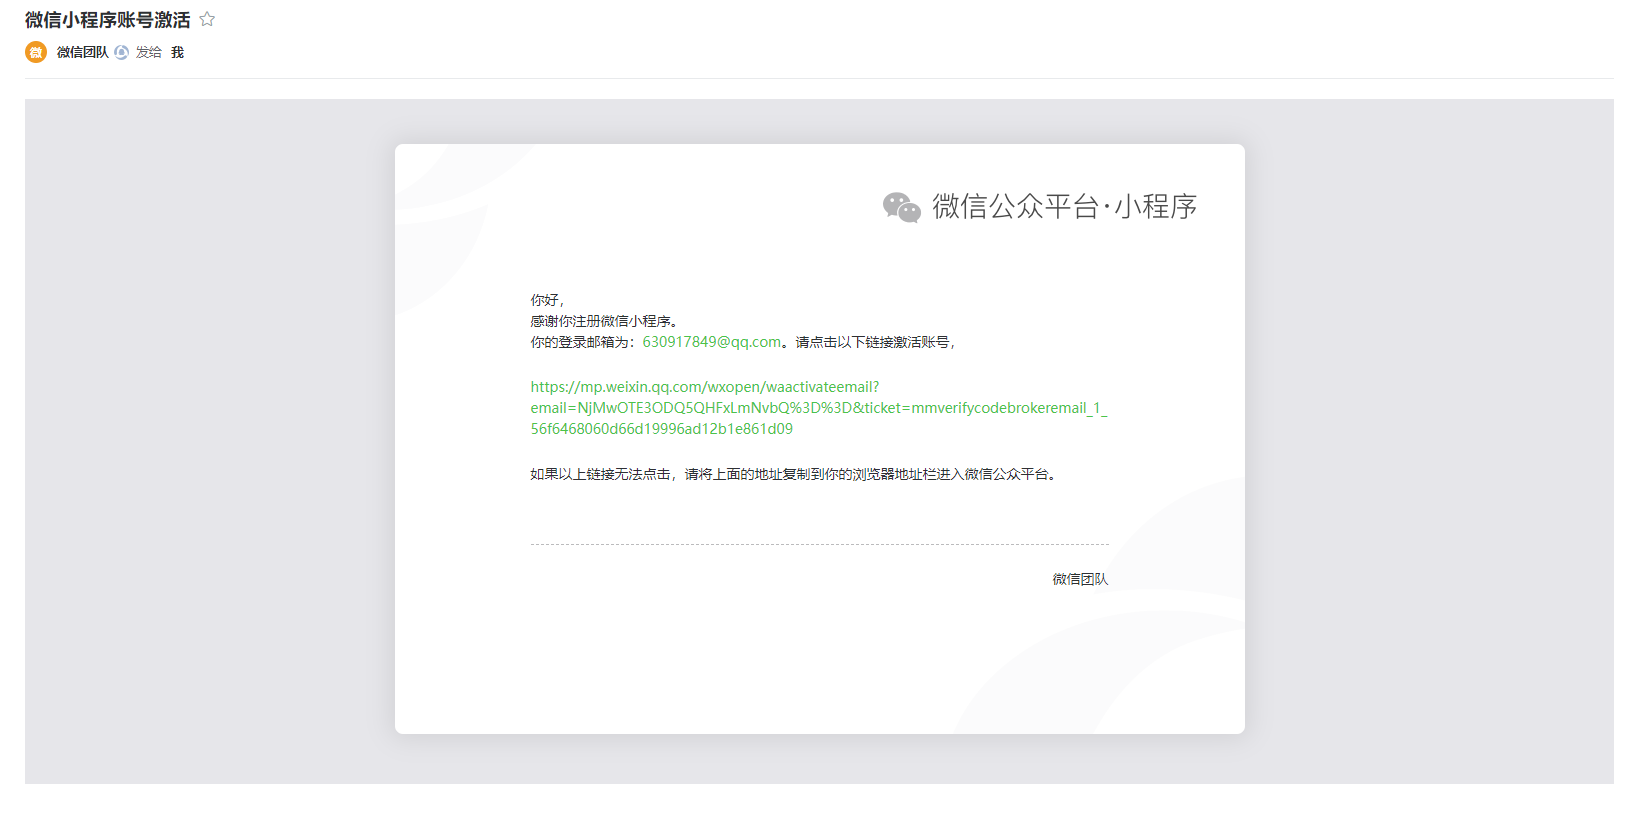 微信小程序账号激活
微 微信团队 发给 我
微信公众平台·小程序
你好，
感谢你注册微信小程序。
你的登录邮箱为：630917849@qq.com。请点击以下链接激活账号，
https://mp.weixin.qq.com/wxopen/waactivateemail?
email=NjMwOTE3ODQ5QHFxLmNvbQ%3D%3D&ticket=mmverifycodebrokeremail_1_
56f6468060d66d19996ad12b1e861d09
如果以上链接无法点击，请将上面的地址复制到你的浏览器地址栏进入微信公众平台。
微信团队